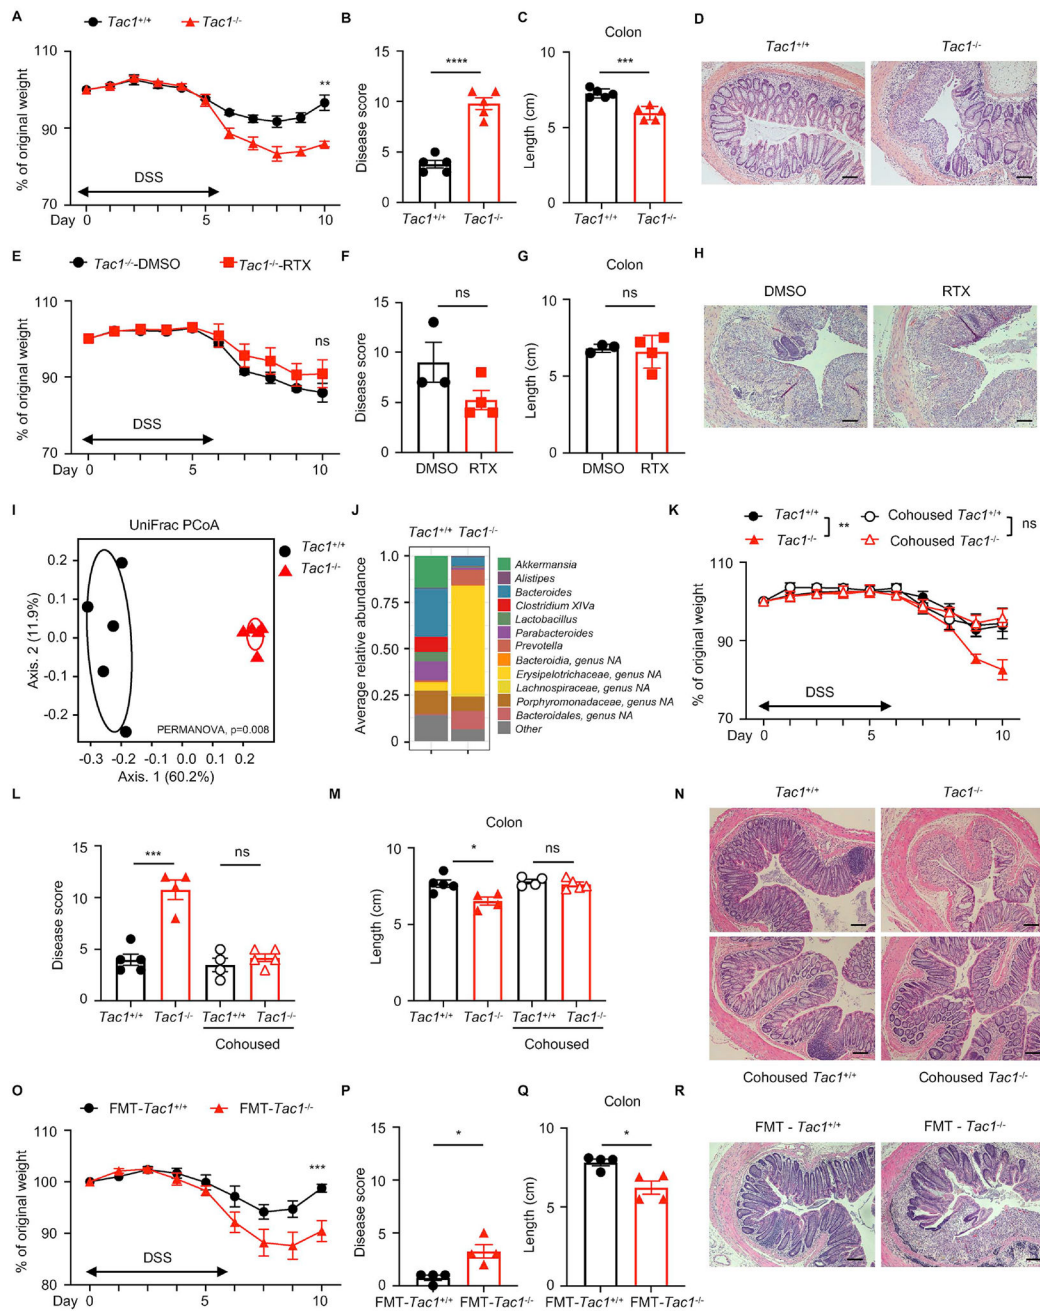 A
Tac1+/+
Tac1-/-
% of original weight
110
90
70
**
DSS
Day
0
5
10
B
Disease score
15
10
5
0
****
Tac1+/+
Tac1-/-
C
Colon
Length (cm)
10
5
0
***
Tac1+/+
Tac1-/-
D
Tac1+/+
Tac1-/-
E
Tac1-/--DMSO
Tac1-/--RTX
% of original weight
110
90
70
ns
DSS
Day
0
5
10
F
Disease score
15
10
5
0
ns
DMSO
RTX
G
Colon
Length (cm)
10
5
0
ns
DMSO
RTX
H
DMSO
RTX
I
UniFrac PCoA
Tac1+/+
Tac1-/-
Axis. 2 (11.9%)
0.2
0.1
0.0
-0.1
-0.2
PERMANOVA, p=0.008
-0.3
-0.2
-0.1
0.0
0.1
0.2
Axis. 1 (60.2%)
J
Tac1+/+
Tac1-/-
Average relative abundance
1.0
0.75
0.5
0.25
0
Akkermansia
Alistipes
Bacteroides
Clostridium XIVa
Lactobacillus
Parabacteroides
Prevotella
Bacteroidia, genus NA
Erysipelotrichaceae, genus NA
Lachnospiraceae, genus NA
Porphyromonadaceae, genus NA
Bacteroidales, genus NA
Other
K
Tac1+/+
Tac1-/-
**
Cohoused Tac1+/+
Cohoused Tac1-/-
ns
% of original weight
110
90
70
DSS
Day
0
5
10
L
Disease score
15
10
5
0
***
ns
Tac1+/+
Tac1-/-
Tac1+/+
Tac1-/-
Cohoused
M
Colon
Length (cm)
10
5
0
*
ns
Tac1+/+
Tac1-/-
Tac1+/+
Tac1-/-
Cohoused
N
Tac1+/+
Tac1-/-
Cohoused Tac1+/+
Cohoused Tac1-/-
O
FMT-Tac1+/+
FMT-Tac1-/-
% of original weight
110
100
90
80
***
DSS
Day
0
5
10
P
Disease score
15
10
5
0
*
FMT-Tac1+/+
FMT-Tac1-/-
Q
Colon
Length (cm)
10
5
0
*
FMT-Tac1+/+
FMT-Tac1-/-
R
FMT - Tac1+/+
FMT - Tac1-/-